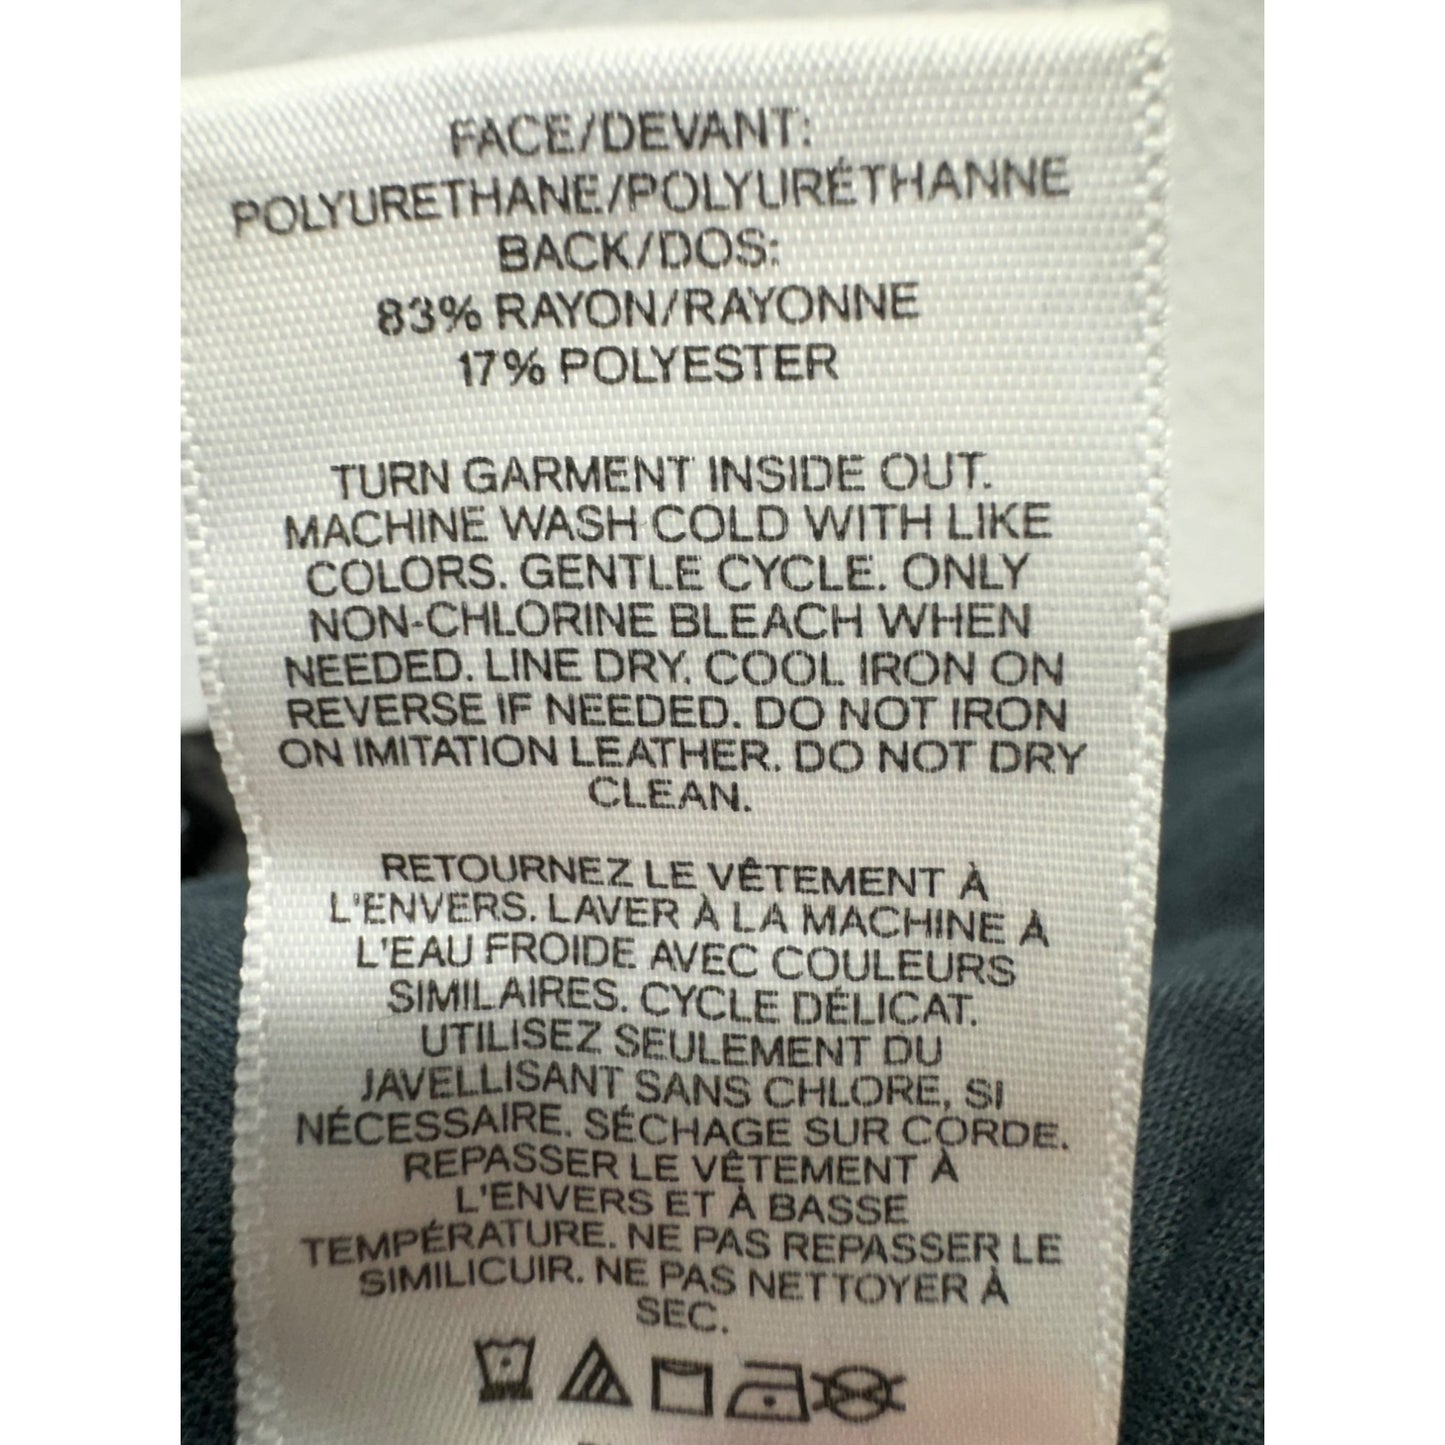 FACE/DEVANT:
POLYURETHANE/POLYURÉTHANNE
BACK/DOS:
83% RAYON/RAYONNE
17% POLYESTER
TURN GARMENT INSIDE OUT.
MACHINE WASH COLD WITH LIKE
COLORS. GENTLE CYCLE. ONLY
NON-CHLORINE BLEACH WHEN
NEEDED. LINE DRY. COOL IRON ON
REVERSE IF NEEDED. DO NOT IRON
ON IMITATION LEATHER. DO NOT DRY
CLEAN.
RETOURNEZ LE VÊTEMENT À
L'ENVERS. LAVER À LA MACHINE À
L'EAU FROIDE AVEC COULEURS
SIMILAIRES. CYCLE DÉLICAT.
UTILISEZ SEULEMENT DU
JAVELLISANT SANS CHLORE, SI
NÉCESSAIRE. SÉCHAGE SUR CORDE.
REPASSER LE VÊTEMENT À
L'ENVERS ET À BASSE
TEMPÉRATURE. NE PAS REPASSER LE
SIMILICUIR. NE PAS NETTOYER À
SEC.